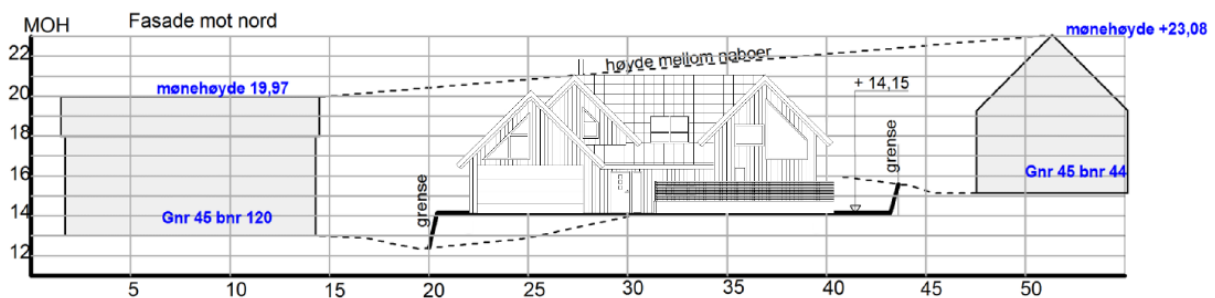 MOH
Fasade mot nord
mønehøyde +23,08
22
høyde mellom naboer
mønehøyde 19,97
20
+ 14,15
18
grense
16
Gnr 45 bnr 44
grense
14
Gnr 45 bnr 120
12
5 10 15 20 25 30 35 40 45 50